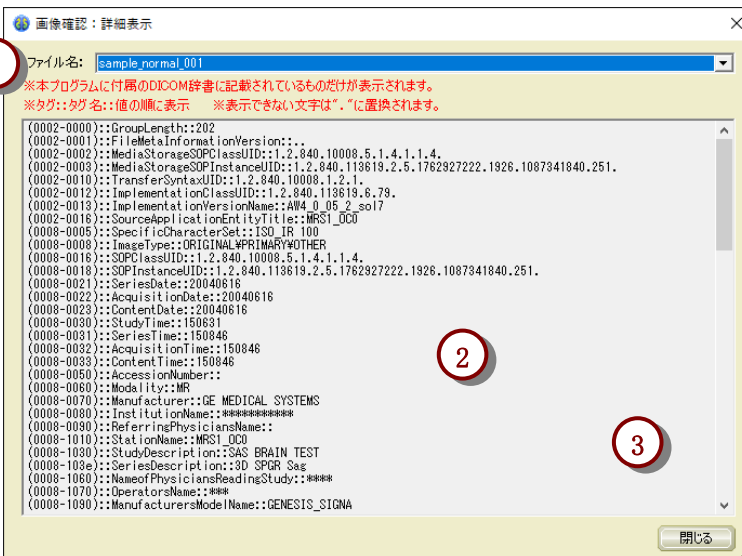 画像確認：詳細表示
ファイル名： sample_normal_001
※本プログラムに付属のDICOM辞書に記載されているものだけが表示されます。
※タグ::タグ名::値の順に表示 ※表示できない文字は"."に置換されます。
(0002-0000)::GroupLength::202
(0002-0001)::FileMetaInformationVersion::..
(0002-0002)::MediaStorageSOPClassUID::1.2.840.10008.5.1.4.1.1.4.
(0002-0003)::MediaStorageSOPInstanceUID::1.2.840.113619.2.5.1762927222.1926.1087341840.251.
(0002-0010)::TransferSyntaxUID::1.2.840.10008.1.2.1.
(0002-0012)::ImplementationClassUID::1.2.840.113619.6.79.
(0002-0013)::ImplementationVersionName::AW4_0_05_2_sol7
(0002-0016)::SourceApplicationEntityTitle::MRS1_OC0
(0008-0005)::SpecificCharacterSet::ISO_IR 100
(0008-0008)::ImageType::ORIGINAL¥PRIMARY¥OTHER
(0008-0016)::SOPClassUID::1.2.840.10008.5.1.4.1.1.4.
(0008-0018)::SOPInstanceUID::1.2.840.113619.2.5.1762927222.1926.1087341840.251.
(0008-0021)::SeriesDate::20040616
(0008-0022)::AcquisitionDate::20040616
(0008-0023)::ContentDate::20040616
(0008-0030)::StudyTime::150631
(0008-0031)::SeriesTime::150846
(0008-0032)::AcquisitionTime::150846
(0008-0033)::ContentTime::150846
(0008-0050)::AccessionNumber::
(0008-0060)::Modality::MR
(0008-0070)::Manufacturer::GE MEDICAL SYSTEMS
(0008-0080)::InstitutionName::***********
(0008-0090)::ReferringPhysiciansName::
(0008-1010)::StationName::MRS1_OC0
(0008-1030)::StudyDescription::SAS BRAIN TEST
(0008-103e)::SeriesDescription::3D SPGR Sag
(0008-1060)::NameofPhysiciansReadingStudy::****
(0008-1070)::OperatorsName::***
(0008-1090)::ManufacturersModelName::GENESIS_SIGNA
2
3
閉じる